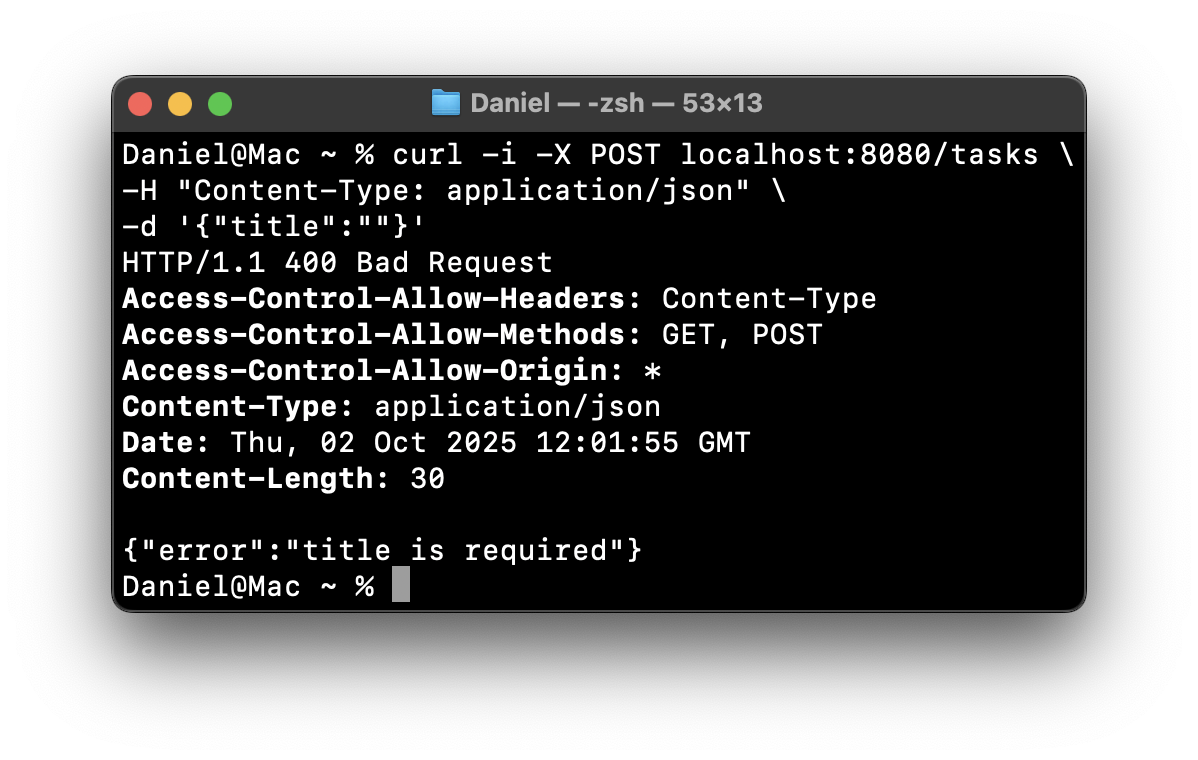 Daniel — -zsh — 53×13
Daniel@Mac ~ % curl -i -X POST localhost:8080/tasks \
-H "Content-Type: application/json" \
-d '{"title":""}'
HTTP/1.1 400 Bad Request
Access-Control-Allow-Headers: Content-Type
Access-Control-Allow-Methods: GET, POST
Access-Control-Allow-Origin: *
Content-Type: application/json
Date: Thu, 02 Oct 2025 12:01:55 GMT
Content-Length: 30

{"error":"title is required"}
Daniel@Mac ~ %